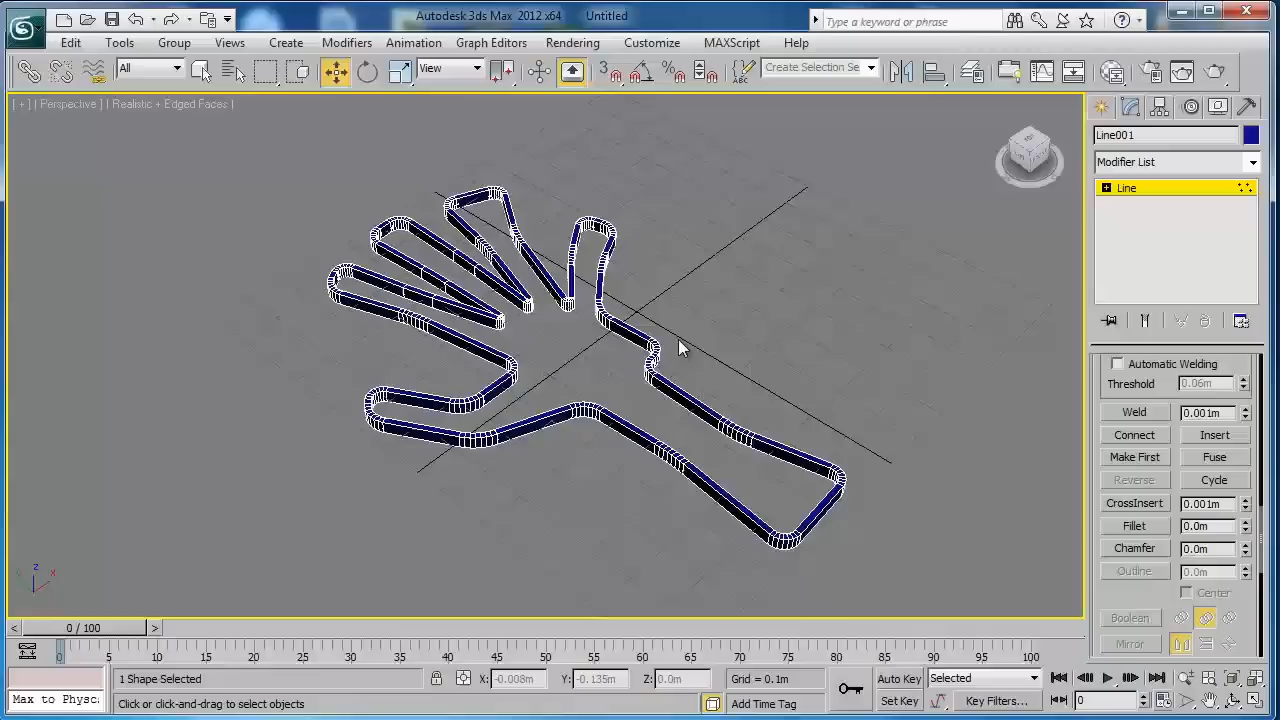 Autodesk 3ds Max 2012 x64 Untitled
Type a keyword or phrase
Edit Tools Group Views Create Modifiers Animation Graph Editors Rendering Customize MAXScript Help
All View 3 % ABC Create Selection Se
[ + ] [ Perspective ] [ Realistic + Edged Faces ]
Line001
Modifier List
Line
Automatic Welding
Threshold 0.06m
Weld 0.001m
Connect Insert
Make First Fuse
Reverse Cycle
CrossInsert 0.001m
Fillet 0.0m
Chamfer 0.0m
Outline 0.0m
Center
Boolean
Mirror
z
x
< 0 / 100 >
0 5 10 15 20 25 30 35 40 45 50 55 60 65 70 75 80 85 90 95 100
1 Shape Selected X: -0.008m Y: -0.135m Z: 0.0m Grid = 0.1m Auto Key Selected
Max to Physc: Click or click-and-drag to select objects Add Time Tag Set Key Key Filters... 0